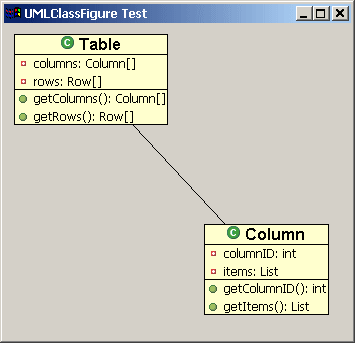 UMLClassFigure Test
C Table
columns: Column[]
rows: Row[]
getColumns(): Column[]
getRows(): Row[]
C Column
columnID: int
items: List
getColumnID(): int
getItems(): List